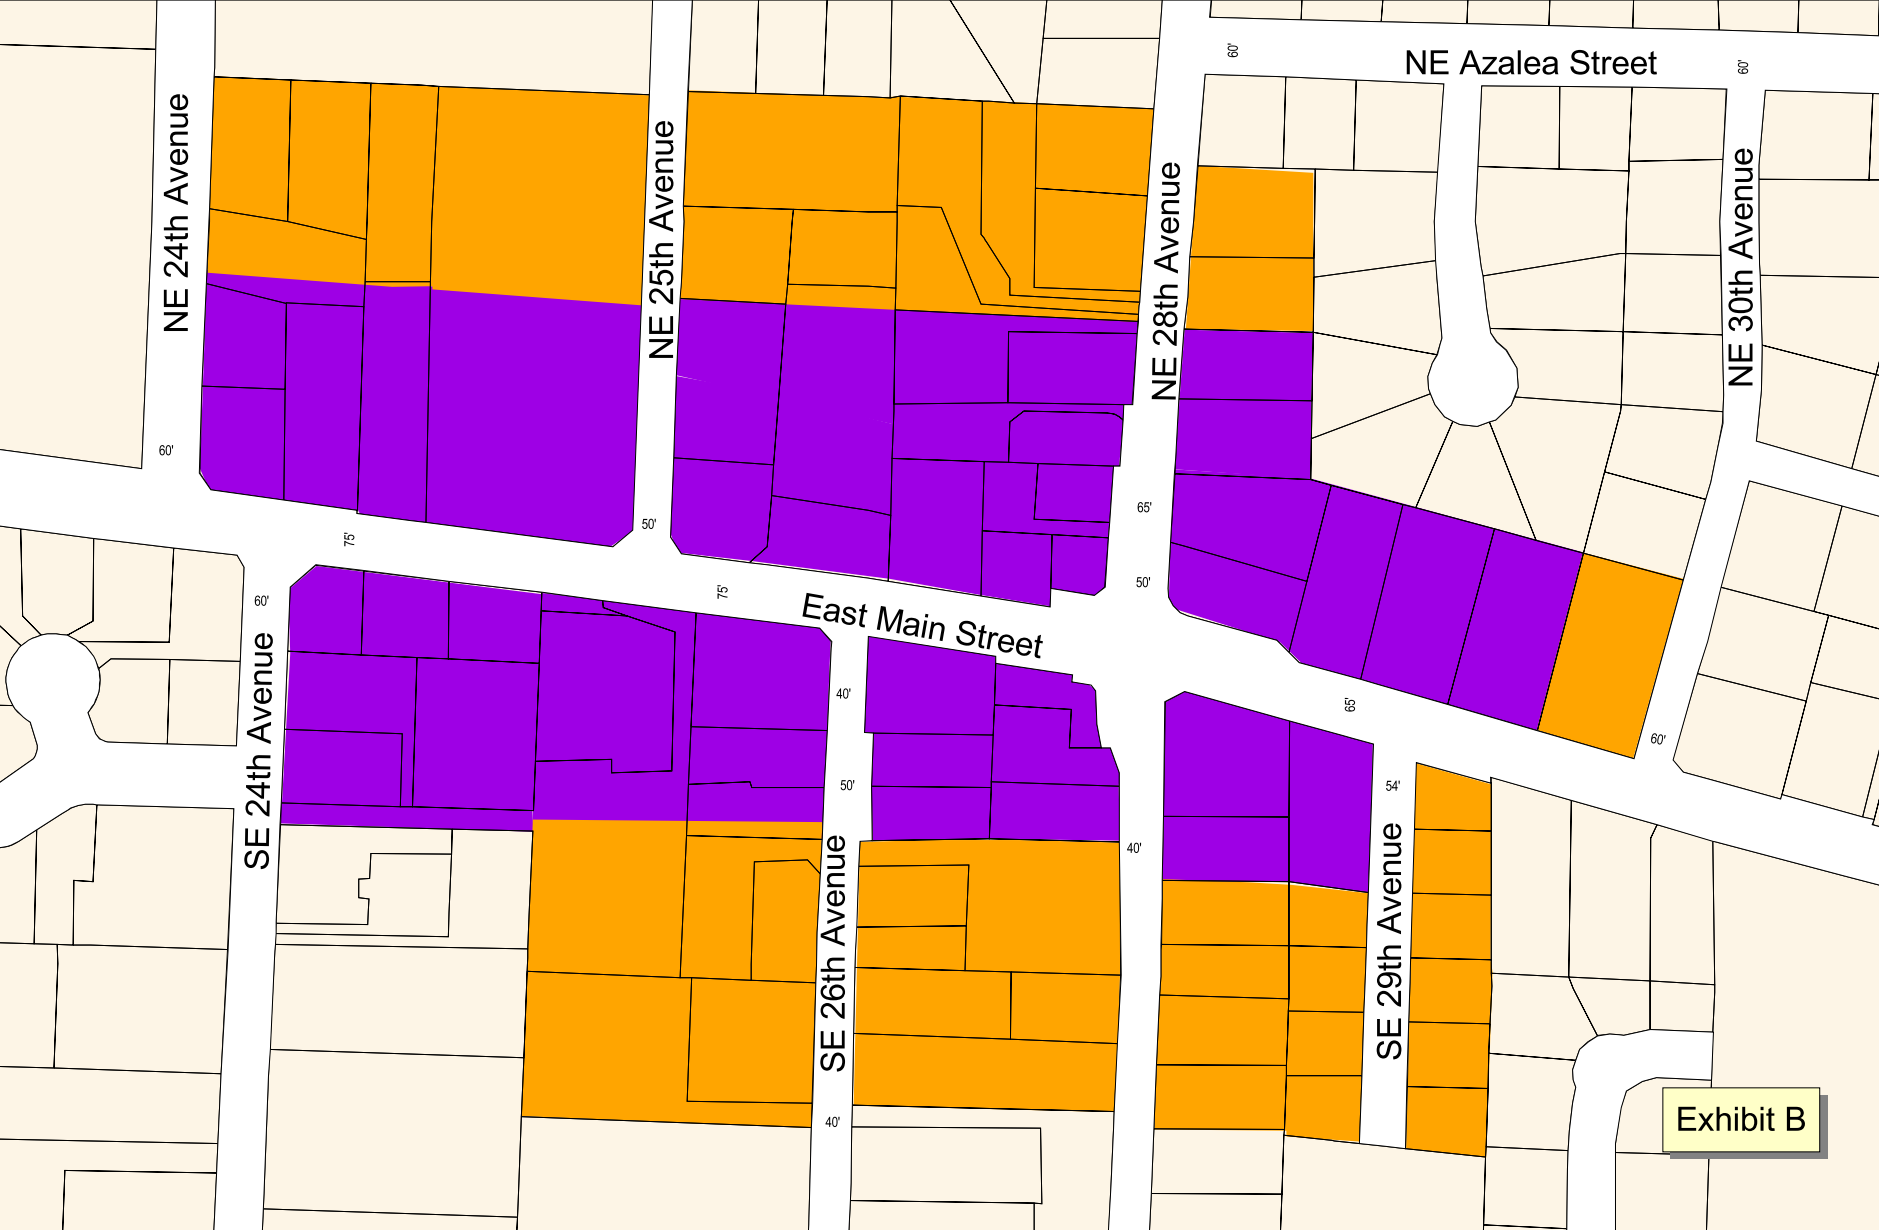 60'
NE Azalea Street
60'
NE 24th Avenue
NE 25th Avenue
NE 28th Avenue
NE 30th Avenue
60'
65'
50'
75'
50'
75'
60'
East Main Street
SE 24th Avenue
40'
65'
60'
50'
54'
40'
SE 26th Avenue
SE 29th Avenue
40'
Exhibit B